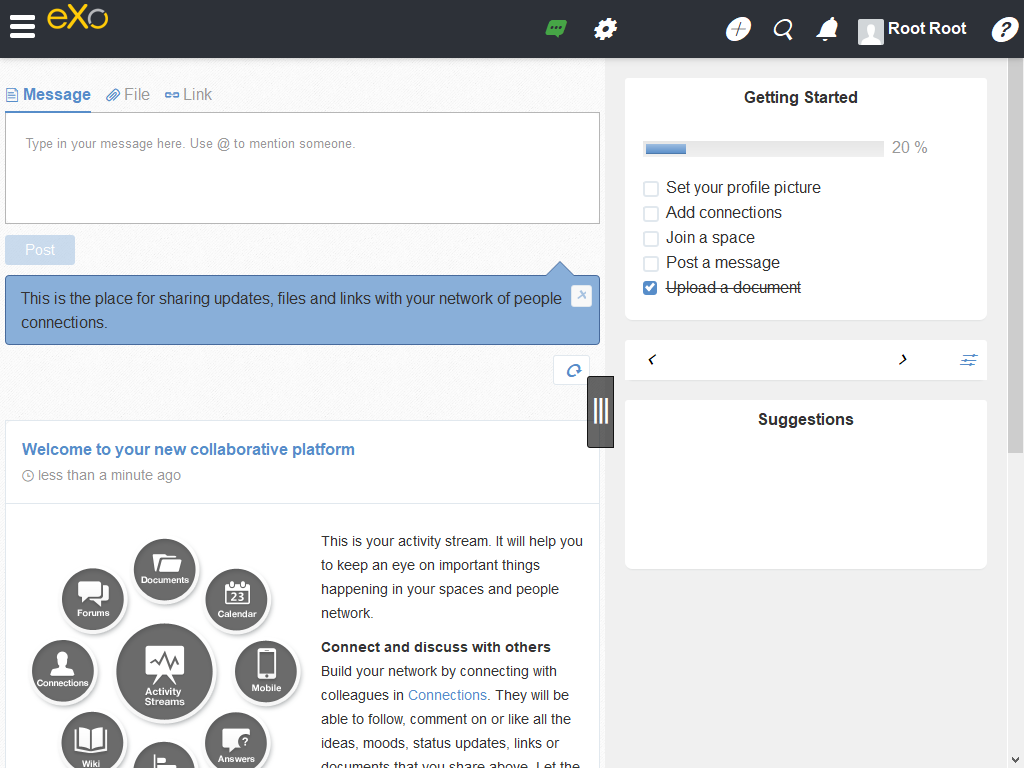 eXo
Root Root
?
Message File Link
Type in your message here. Use @ to mention someone.
Post
This is the place for sharing updates, files and links with your network of people
connections.
Welcome to your new collaborative platform
less than a minute ago
Documents
Forums
23
Calendar
Connections
Activity
Streams
Mobile
Wiki
?
Answers
This is your activity stream. It will help you
to keep an eye on important things
happening in your spaces and people
network.
Connect and discuss with others
Build your network by connecting with
colleagues in Connections. They will be
able to follow, comment on or like all the
ideas, moods, status updates, links or
documents that you share above. Let the
Getting Started
20 %
Set your profile picture
Add connections
Join a space
Post a message
Upload a document
Suggestions